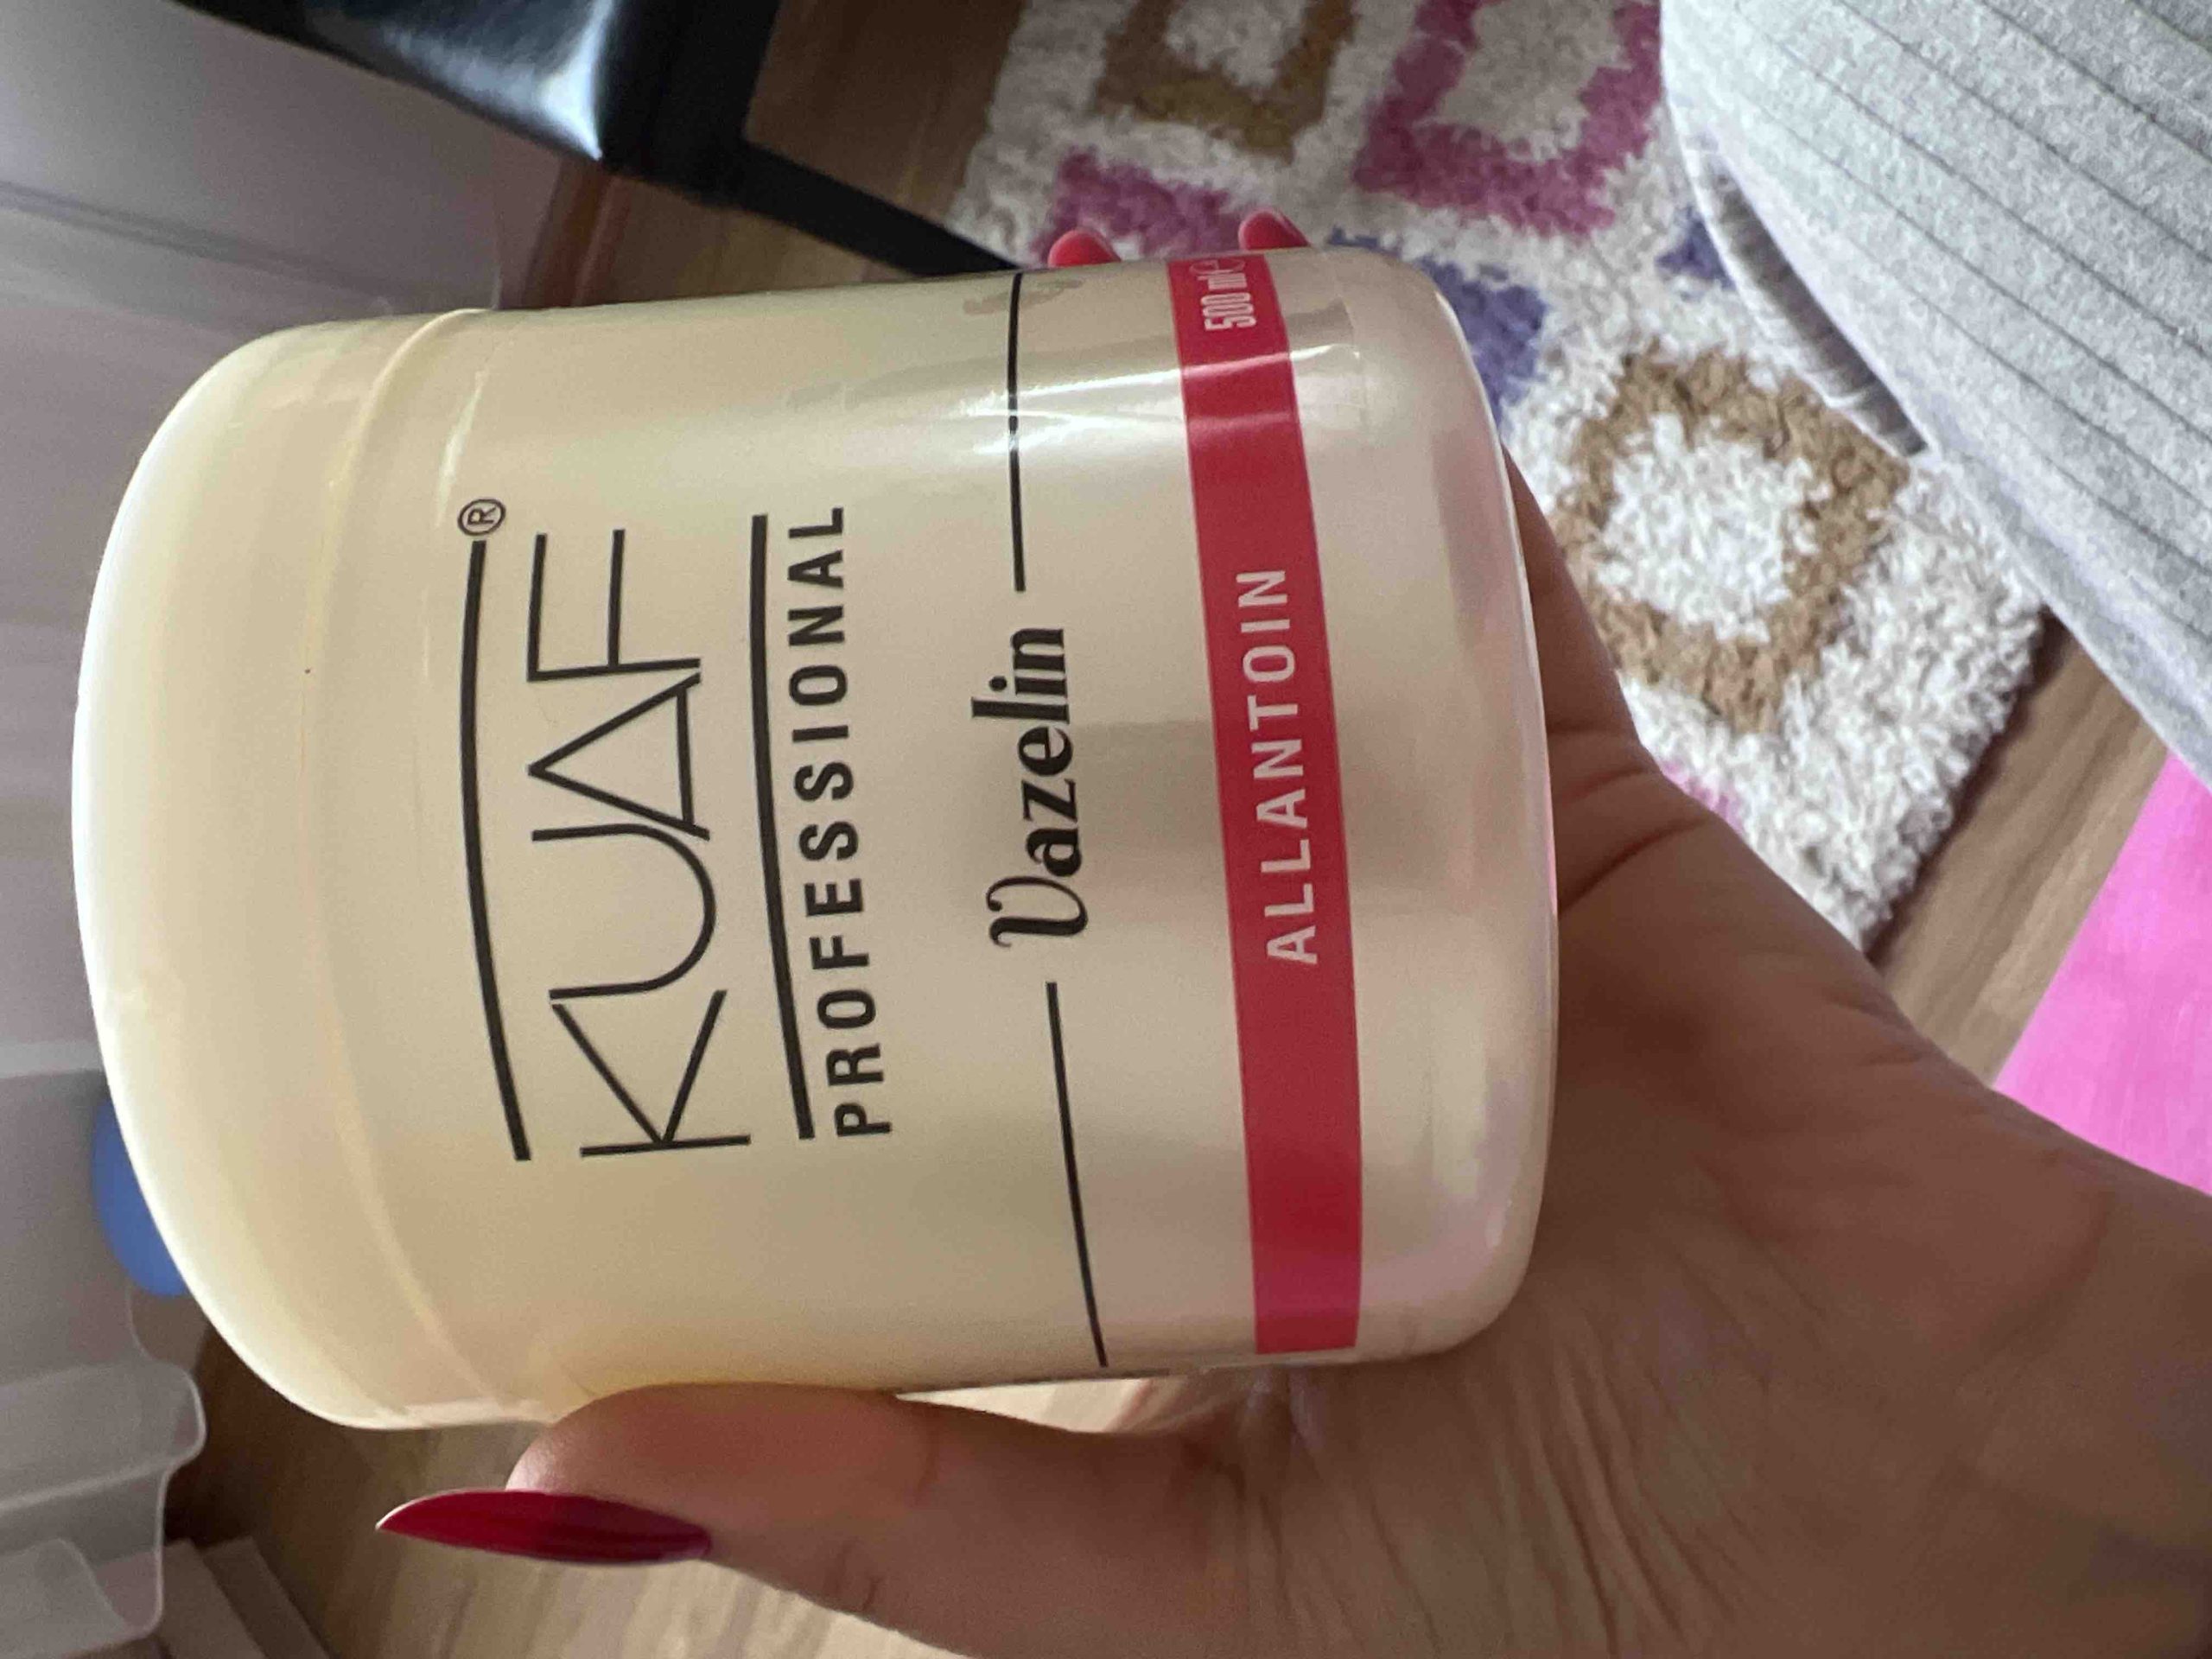 KUAF®
PROFESSIONAL
Vazelin
ALLANTOIN
500 ml ℮